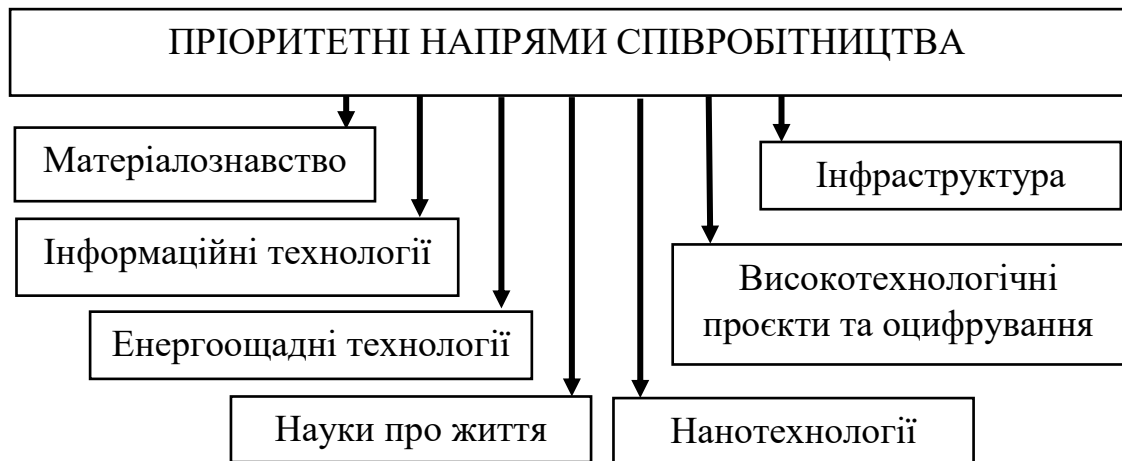 ПРІОРИТЕТНІ НАПРЯМИ СПІВРОБІТНИЦТВА
Матеріалознавство
Інформаційні технології
Енергоощадні технології
Науки про життя
Нанотехнології
Високотехнологічні
проєкти та оцифрування
Інфраструктура